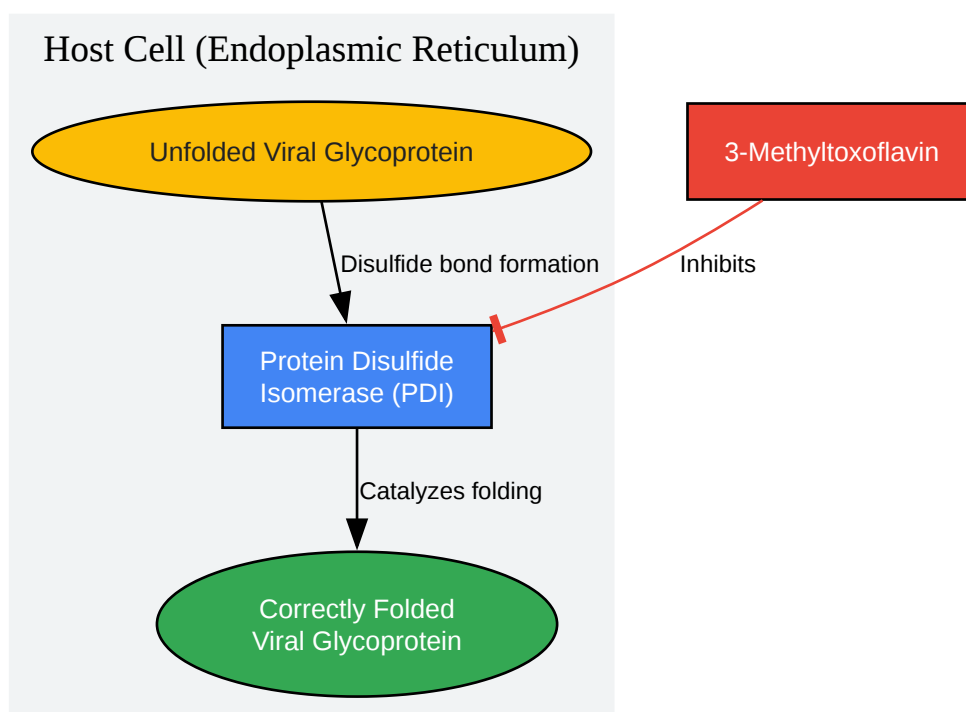 Host Cell (Endoplasmic Reticulum)
Unfolded Viral Glycoprotein
3-Methyltoxoflavin
Disulfide bond formation
Inhibits
Protein Disulfide
Isomerase (PDI)
Catalyzes folding
Correctly Folded
Viral Glycoprotein